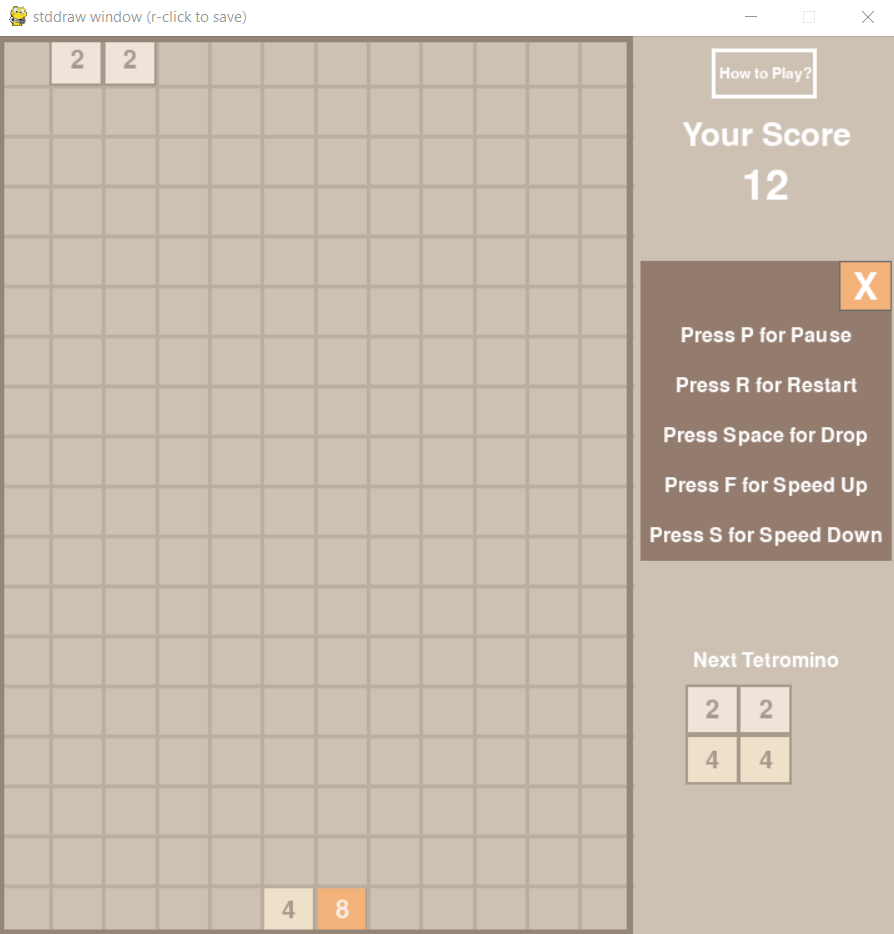 stddraw window (r-click to save)
2 2
How to Play?
Your Score
12
X
Press P for Pause
Press R for Restart
Press Space for Drop
Press F for Speed Up
Press S for Speed Down
Next Tetromino
2 2
4 4
4 8